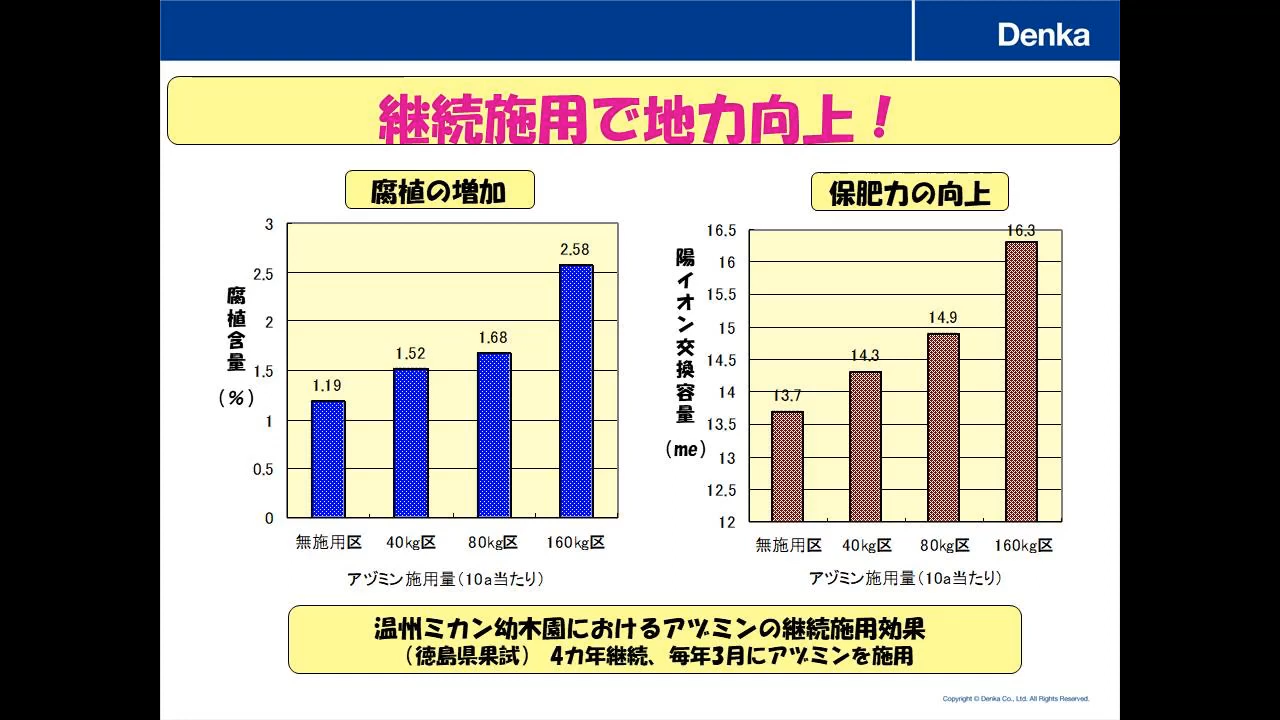 Denka
継続施用で地力向上！
腐植の増加
腐植含量
（％）
3
2.5
2
1.5
1
0.5
0
1.19
1.52
1.68
2.58
無施用区
40kg区
80kg区
160kg区
アヅミン施用量（10a当たり）
保肥力の向上
陽イオン交換容量
（me）
16.5
16
15.5
15
14.5
14
13.5
13
12.5
12
13.7
14.3
14.9
16.3
無施用区
40kg区
80kg区
160kg区
アヅミン施用量（10a当たり）
温州ミカン幼木園におけるアヅミンの継続施用効果
（徳島県果試） 4カ年継続、毎年3月にアヅミンを施用
Copyright © Denka Co., Ltd. All Rights Reserved.